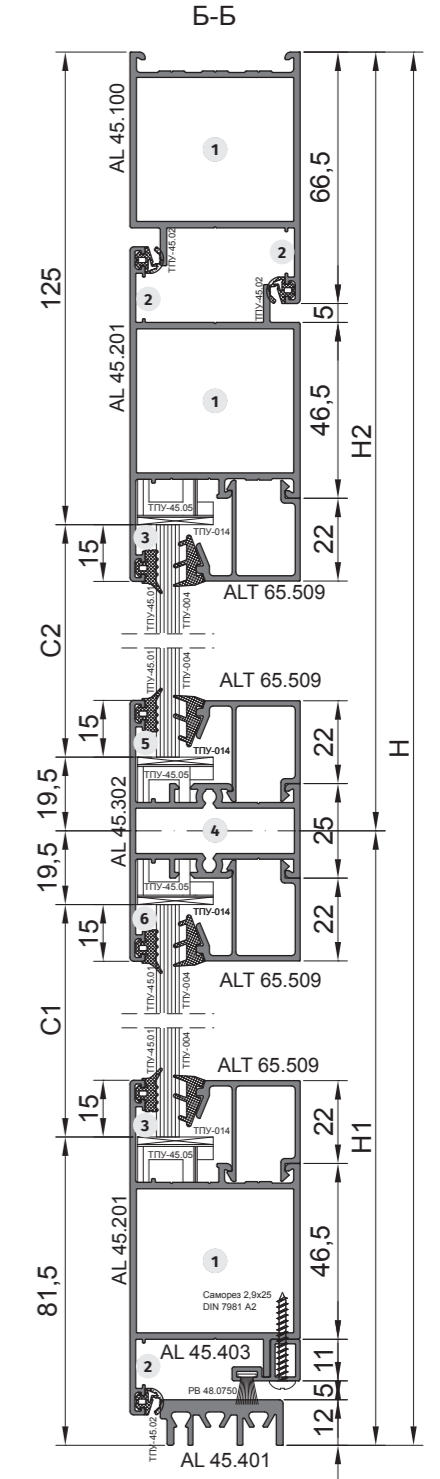 Б-Б
AL 45.100
1
66,5
ТПУ-45.02
2
2
ТПУ-45.02
125
5
AL 45.201
1
46,5
H2
ТПУ-45.05
ТПУ-014
3
15
22
ТПУ-45.01
ТПУ-004
ALT 65.509
C2
H
ТПУ-45.01
ТПУ-004
ALT 65.509
15
5
ТПУ-014
22
ТПУ-45.05
19,5
AL 45.302
4
25
19,5
ТПУ-45.05
15
6
ТПУ-014
22
ТПУ-45.01
ТПУ-004
ALT 65.509
C1
ТПУ-45.01
ТПУ-004
ALT 65.509
15
3
ТПУ-014
22
H1
ТПУ-45.05
AL 45.201
1
46,5
81,5
Саморез 2,9x25
DIN 7981 A2
2
AL 45.403
11
PB 48.0750
5
ТПУ-45.02
12
AL 45.401